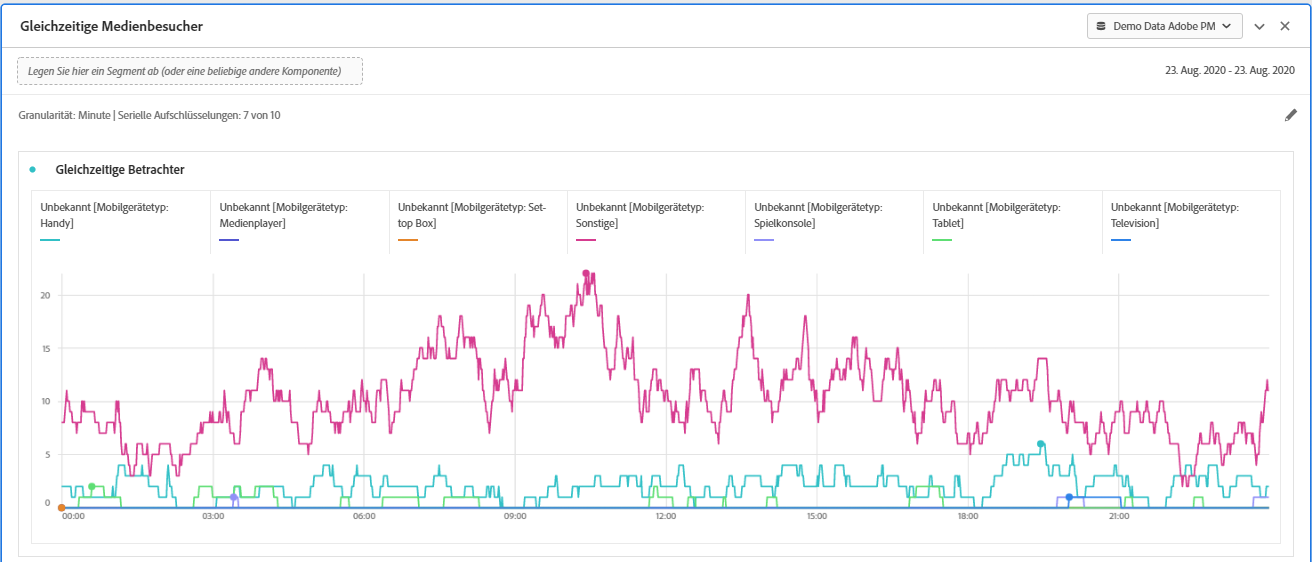 Gleichzeitige Medienbesucher
Demo Data Adobe PM
Legen Sie hier ein Segment ab (oder eine beliebige andere Komponente)
23. Aug. 2020 - 23. Aug. 2020
Granularität: Minute | Serielle Aufschlüsselungen: 7 von 10
Gleichzeitige Betrachter
Unbekannt [Mobilgerätetyp:
Handy]
Unbekannt [Mobilgerätetyp:
Medienplayer]
Unbekannt [Mobilgerätetyp: Set-
top Box]
Unbekannt [Mobilgerätetyp:
Sonstige]
Unbekannt [Mobilgerätetyp:
Spielkonsole]
Unbekannt [Mobilgerätetyp:
Tablet]
Unbekannt [Mobilgerätetyp:
Television]
20
15
10
5
0
00:00 03:00 06:00 09:00 12:00 15:00 18:00 21:00